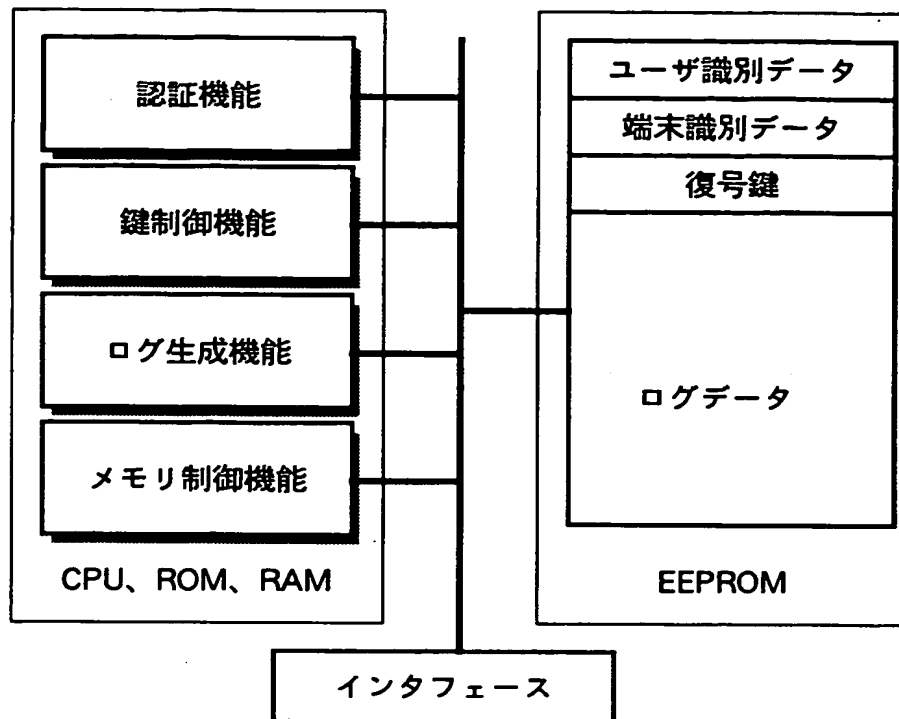 認証機能
鍵制御機能
ログ生成機能
メモリ制御機能
CPU、ROM、RAM
ユーザ識別データ
端末識別データ
復号鍵
ログデータ
EEPROM
インタフェース